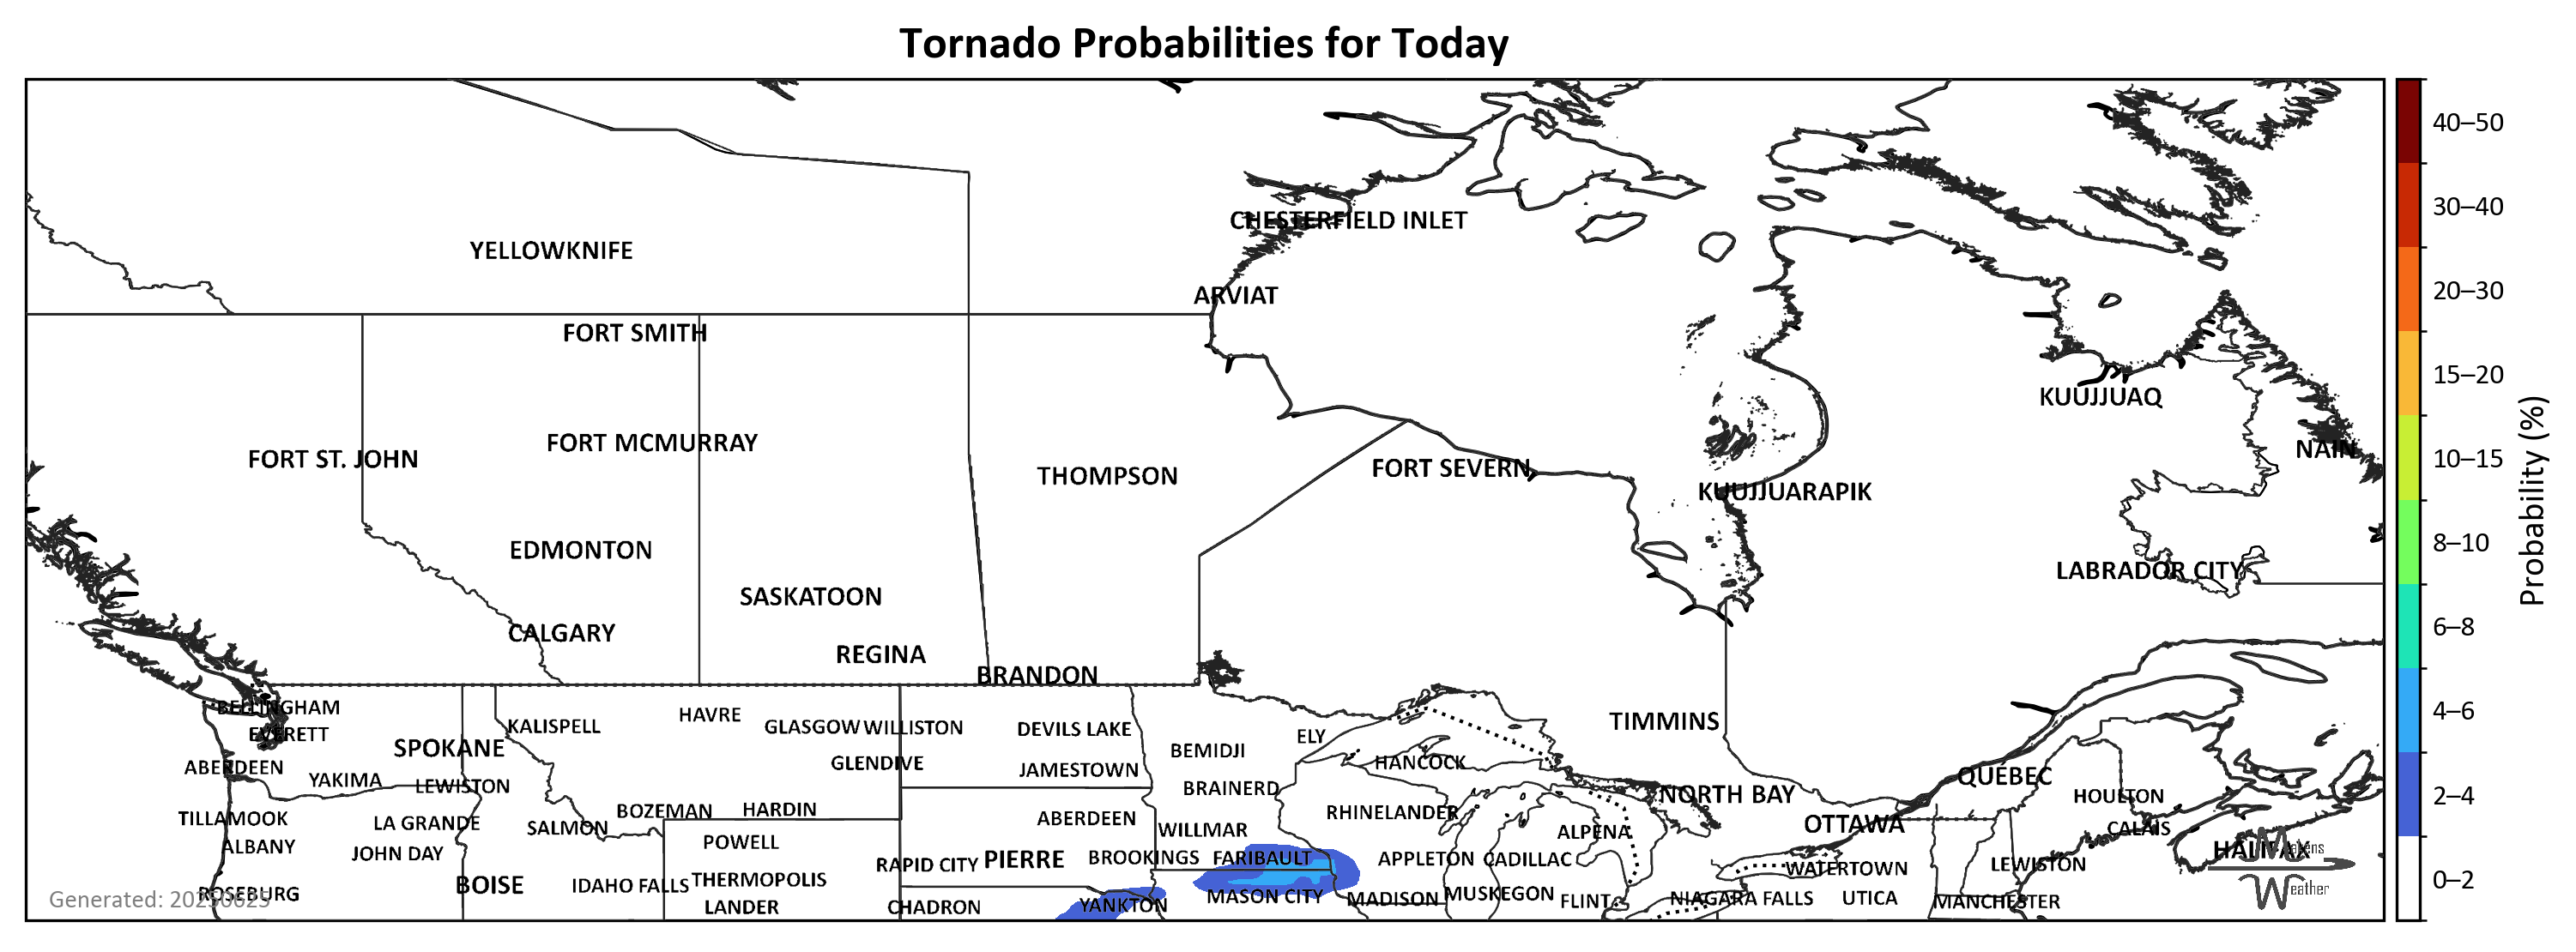 Tornado Probabilities for Today
CHESTERFIELD INLET
YELLOWKNIFE
ARVIAT
FORT SMITH
KUUJJUAQ
FORT MCMURRAY
NAIN
FORT ST. JOHN
FORT SEVERN
THOMPSON
KUUJJUARAPIK
EDMONTON
LABRADOR CITY
SASKATOON
CALGARY
REGINA
BRANDON
BELLINGHAM
HAVRE
TIMMINS
KALISPELL
GLASGOW
WILLISTON
DEVILS LAKE
EVERETT
ELY
SPOKANE
BEMIDJI
GLENDIVE
HANCOCK
ABERDEEN
JAMESTOWN
QUÉBEC
YAKIMA
LEWISTON
BRAINERD
NORTH BAY
HOULTON
BOZEMAN
HARDIN
RHINELANDER
TILLAMOOK
LA GRANDE
ABERDEEN
SALMON
WILLMAR
ALPENA
OTTAWA
CALAIS
POWELL
ALBANY
JOHN DAY
HALIFAX
RAPID CITY
PIERRE
BROOKINGS
FARIBAULT
APPLETON
CADILLAC
LEWISTON
WATERTOWN
BOISE
IDAHO FALLS
THERMOPOLIS
ROSEBURG
MASON CITY
MADISON
MUSKEGON
FLINT
NIAGARA FALLS
UTICA
MANCHESTER
LANDER
CHADRON
YANKTON
Generated: 20250625
eather
40–50
30–40
20–30
15–20
10–15
8–10
6–8
4–6
2–4
0–2
Probability (%)